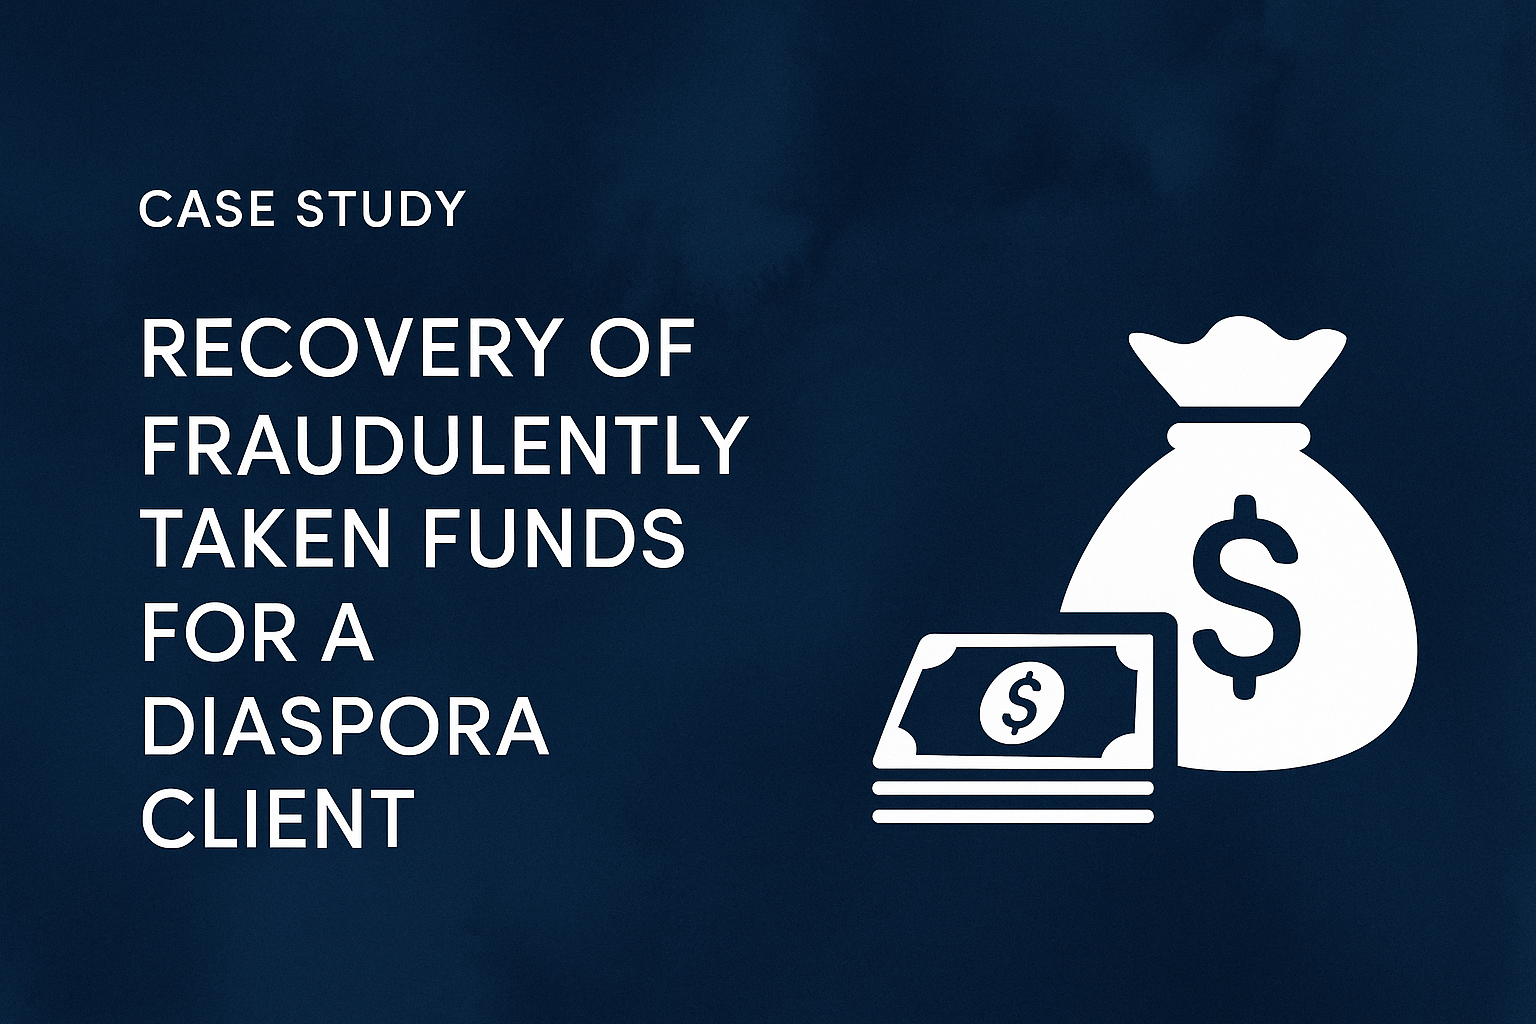 CASE STUDY
RECOVERY OF
FRAUDULENTLY
TAKEN FUNDS
FOR A
DIASPORA
CLIENT
$
$